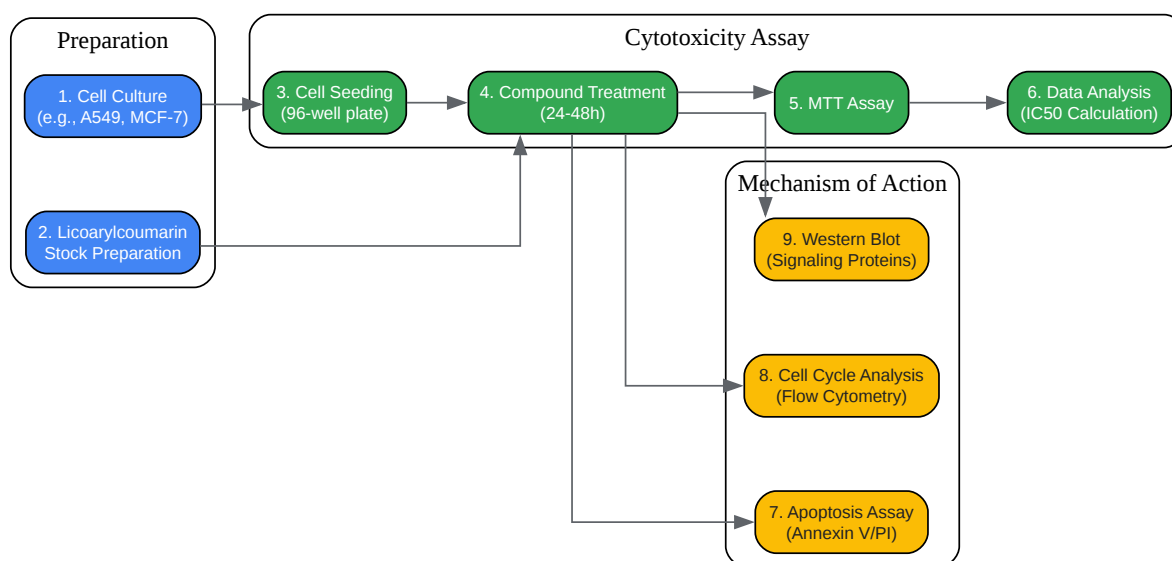 Preparation
1. Cell Culture
(e.g., A549, MCF-7)
2. Licoarylcoumarin
Stock Preparation
Cytotoxicity Assay
3. Cell Seeding
(96-well plate)
4. Compound Treatment
(24-48h)
5. MTT Assay
6. Data Analysis
(IC50 Calculation)
Mechanism of Action
9. Western Blot
(Signaling Proteins)
8. Cell Cycle Analysis
(Flow Cytometry)
7. Apoptosis Assay
(Annexin V/PI)